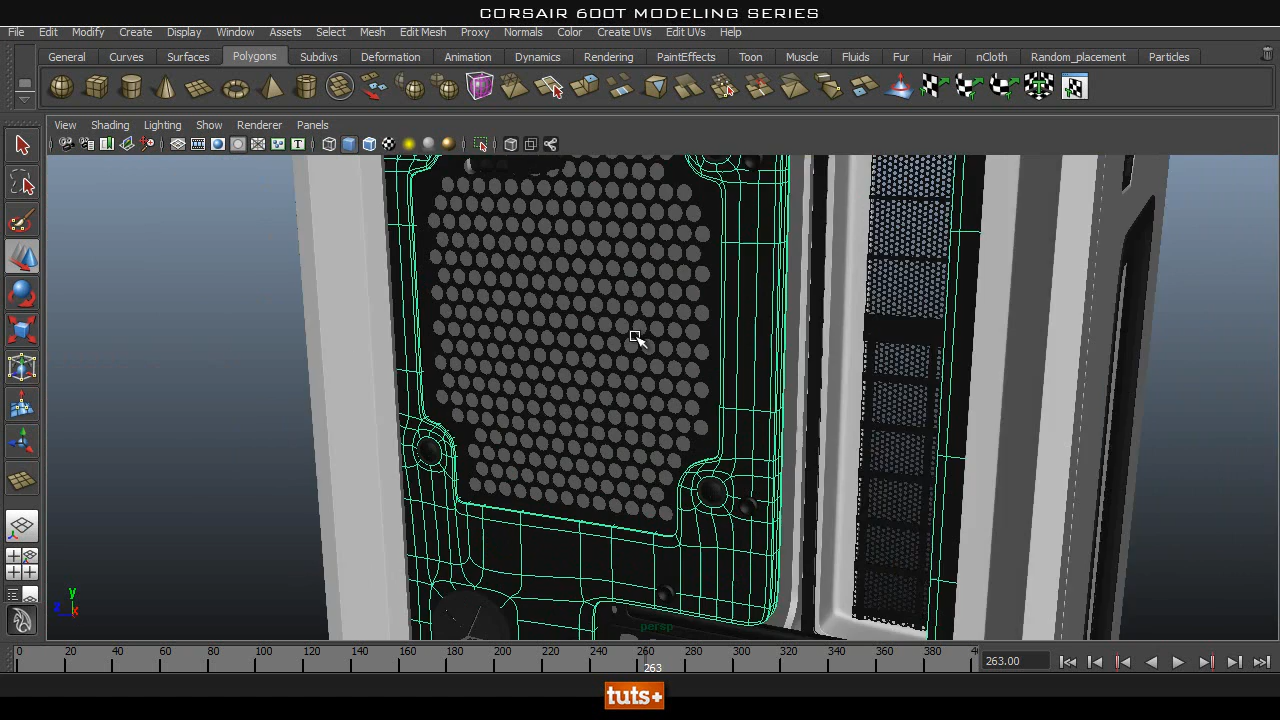 CORSAIR 600T MODELING SERIES
File Edit Modify Create Display Window Assets Select Mesh Edit Mesh Proxy Normals Color Create UVs Edit UVs Help
General Curves Surfaces Polygons Subdivs Deformation Animation Dynamics Rendering PaintEffects Toon Muscle Fluids Fur Hair nCloth Random_placement Particles
View Shading Lighting Show Renderer Panels
y
z x
persp
0 20 40 60 80 100 120 140 160 180 200 220 240 260 280 300 320 340 360 380
263
263.00
tuts+